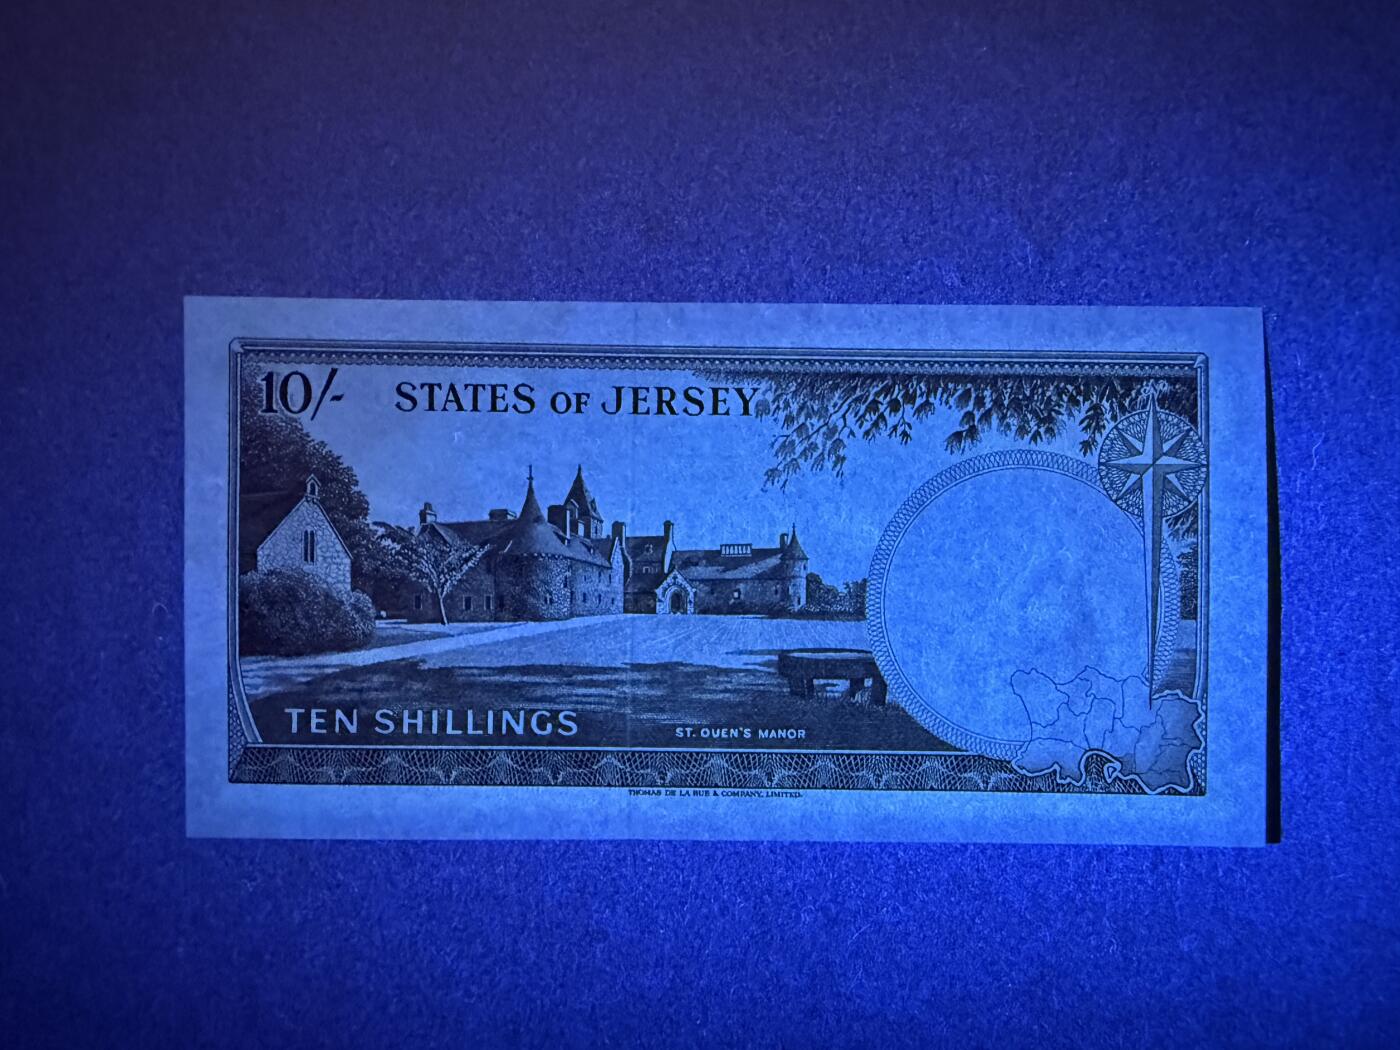 10/- STATES OF JERSEY
TEN SHILLINGS
ST. OUEN'S MANOR
THOMAS DE LA RUE & COMPANY, LIMITED.